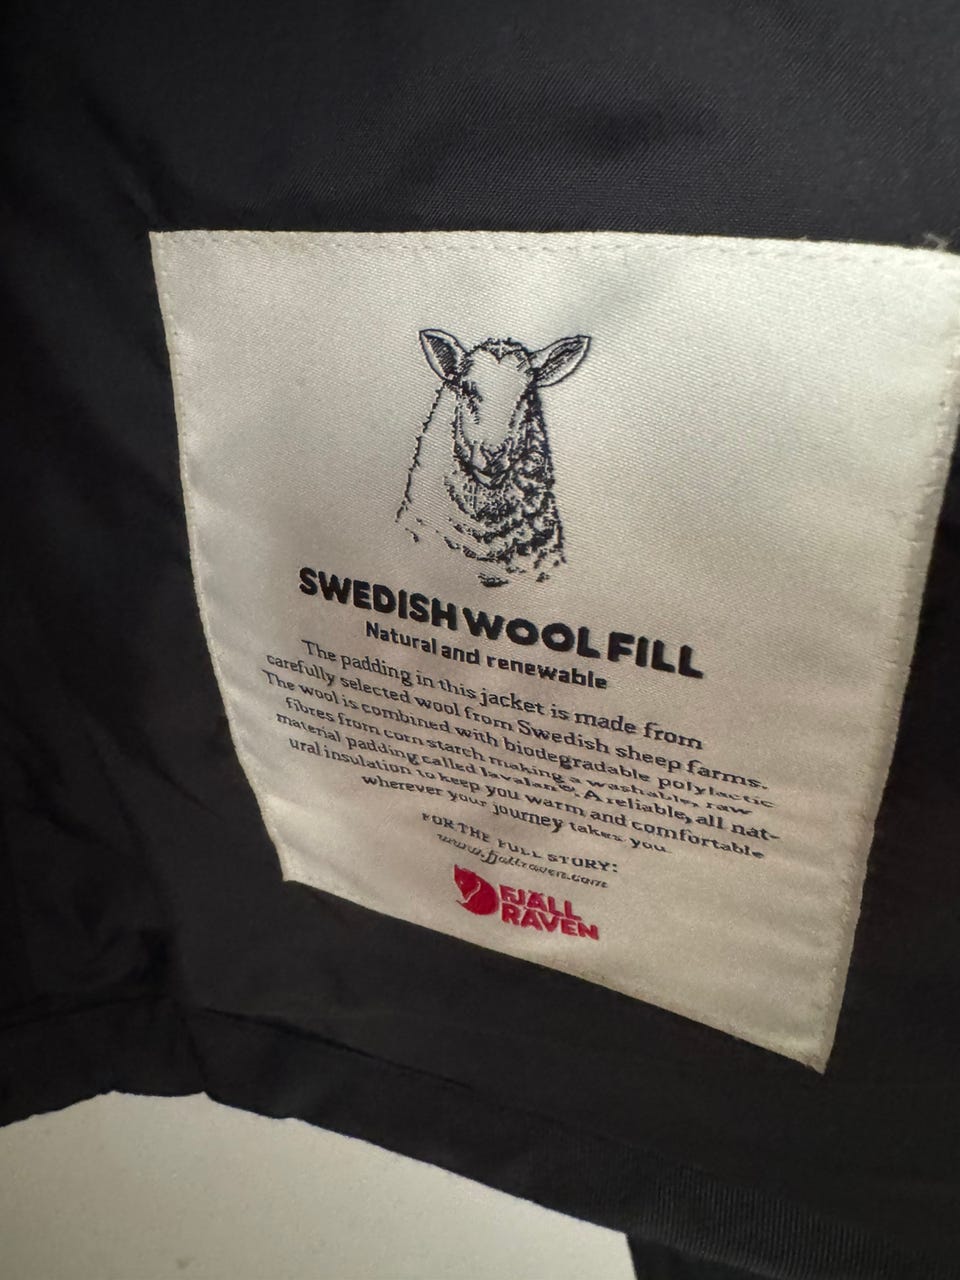 SWEDISH WOOL FILL
Natural and renewable
The padding in this jacket is made from
carefully selected wool from Swedish sheep farms.
The wool is combined with biodegradable polylactic
fibres from corn starch making a washable, raw
material padding called lavalan®. A reliable, all nat-
ural insulation to keep you warm and comfortable
wherever your journey takes you.
FOR THE FULL STORY:
www.fjallraven.com
FJÄLL
RÄVEN